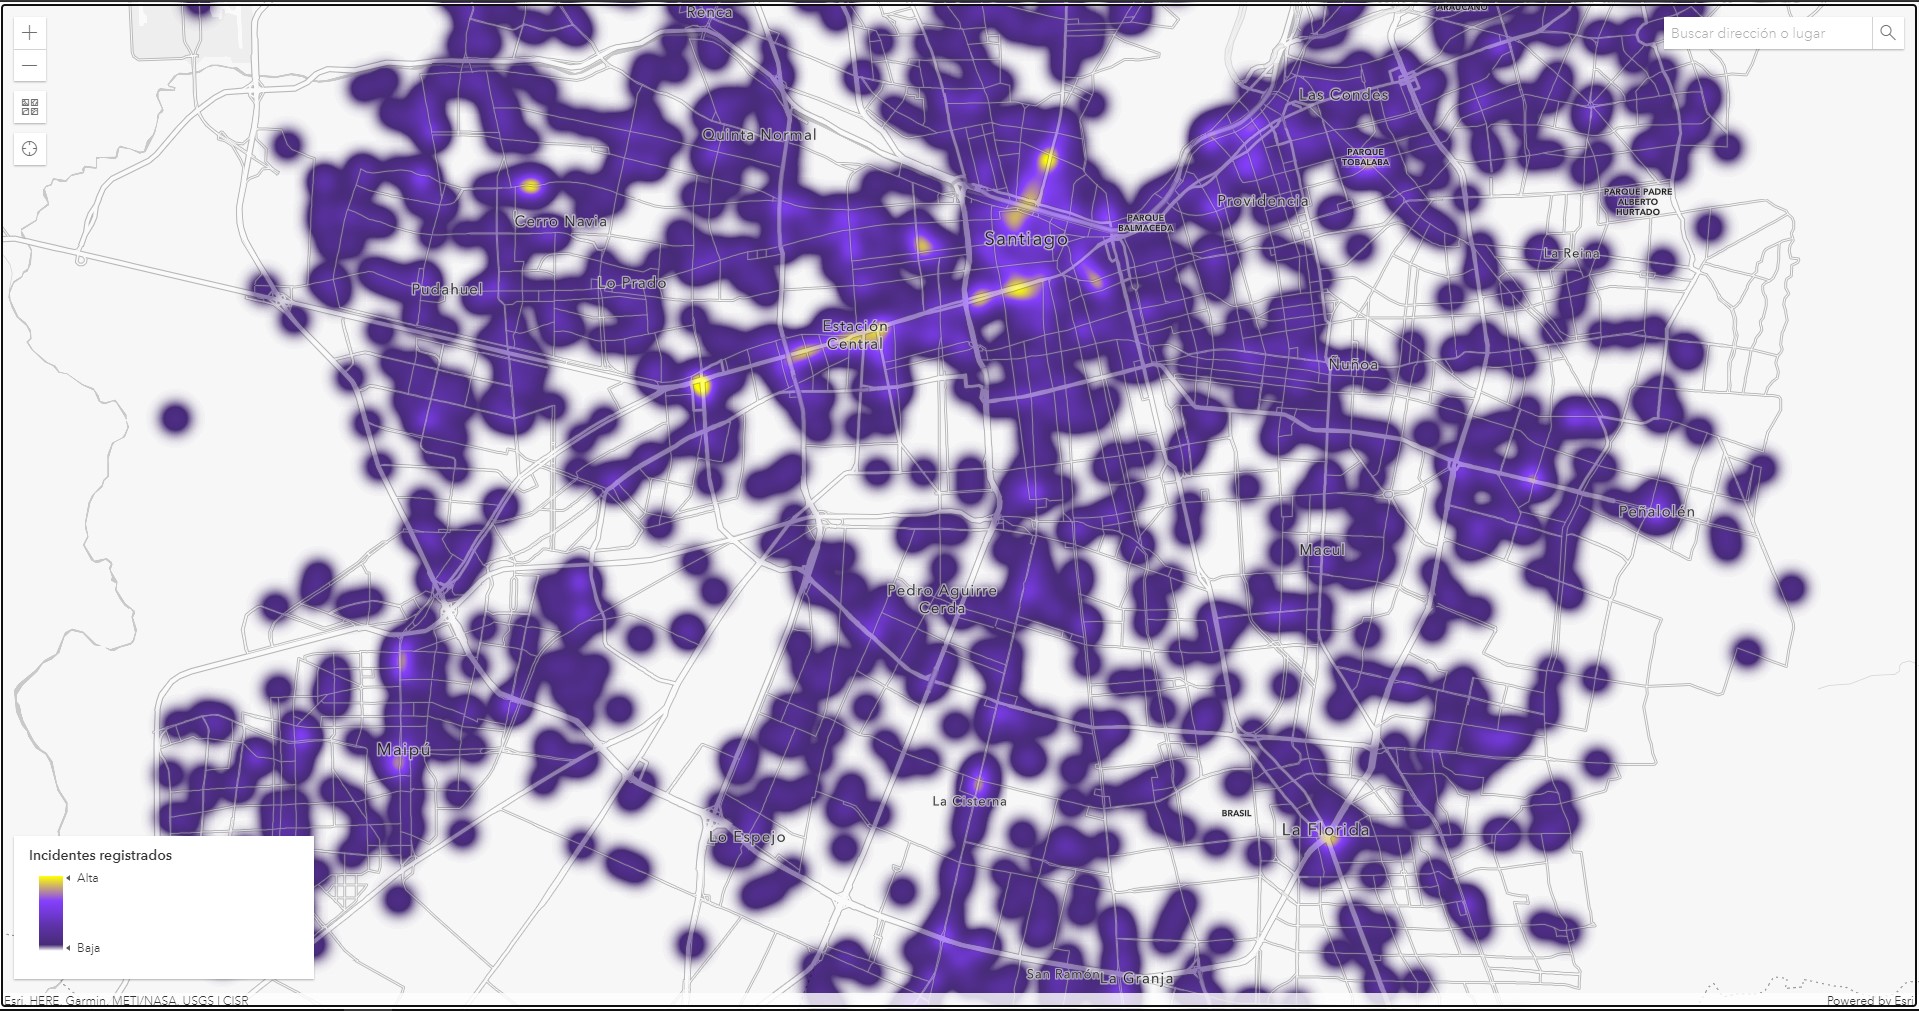 Renca
ARAUCANO
Buscar dirección o lugar
Las Condes
Quinta Normal
PARQUE
TOBALABA
PARQUE PADRE
ALBERTO
HURTADO
Providencia
Cerro Navia
PARQUE
BALMACEDA
Santiago
La Reina
Lo Prado
Pudahuel
Estación
Central
Ñuñoa
Peñalolén
Macul
Pedro Aguirre
Cerda
Maipú
La Cisterna
BRASIL
La Florida
Lo Espejo
Incidentes registrados
Alta
Baja
San Ramón
La Granja
Esri, HERE, Garmin, METI/NASA, USGS | CISR
Powered by Esri